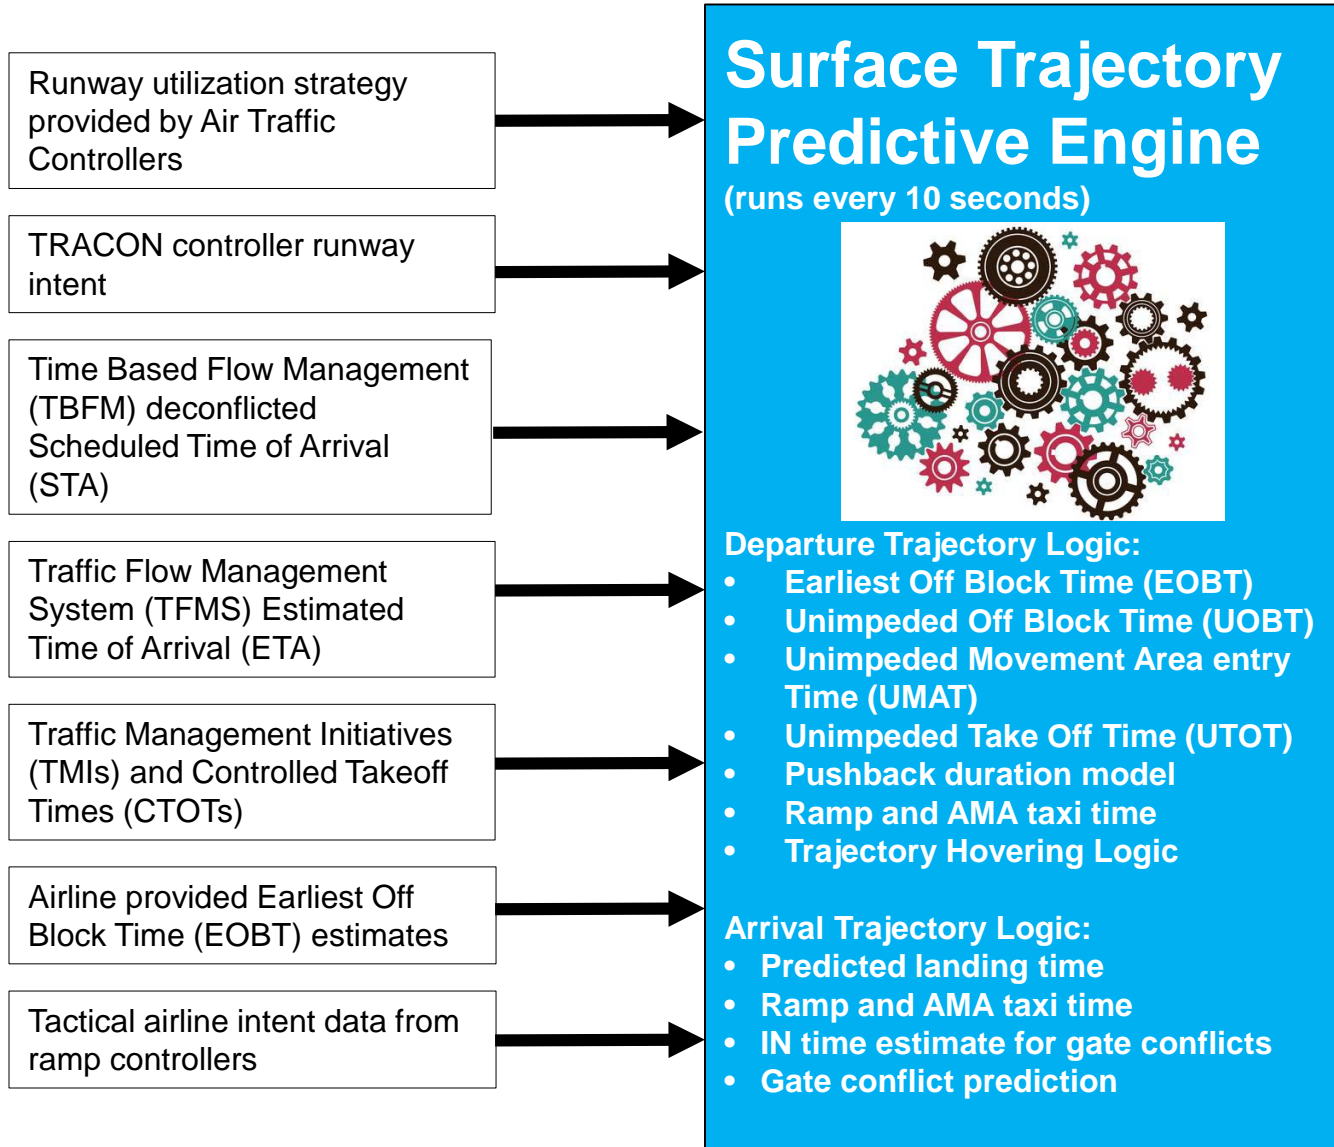 Runway utilization strategy
provided by Air Traffic
Controllers
TRACON controller runway
intent
Time Based Flow Management
(TBFM) deconflicted
Scheduled Time of Arrival
(STA)
Traffic Flow Management
System (TFMS) Estimated
Time of Arrival (ETA)
Traffic Management Initiatives
(TMIs) and Controlled Takeoff
Times (CTOTs)
Airline provided Earliest Off
Block Time (EOBT) estimates
Tactical airline intent data from
ramp controllers
Surface Trajectory
Predictive Engine
(runs every 10 seconds)
Departure Trajectory Logic:
• Earliest Off Block Time (EOBT)
• Unimpeded Off Block Time (UOBT)
• Unimpeded Movement Area entry
Time (UMAT)
• Unimpeded Take Off Time (UTOT)
• Pushback duration model
• Ramp and AMA taxi time
• Trajectory Hovering Logic
Arrival Trajectory Logic:
• Predicted landing time
• Ramp and AMA taxi time
• IN time estimate for gate conflicts
• Gate conflict prediction